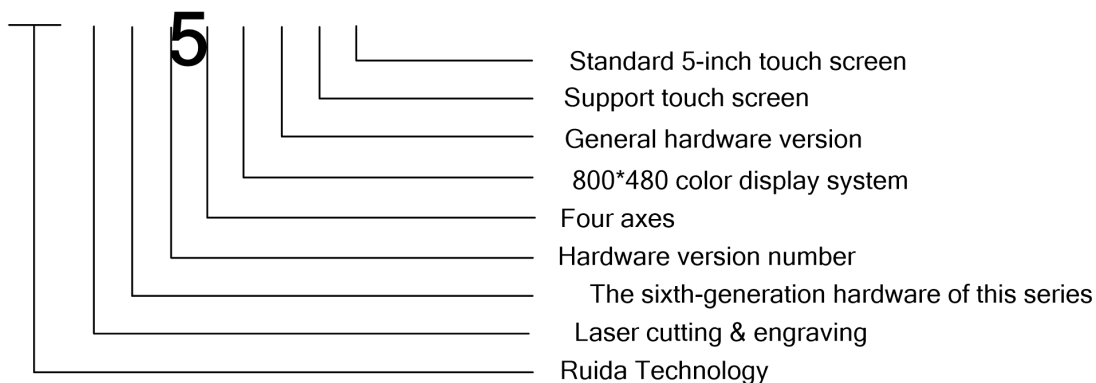 5
Standard 5-inch touch screen
Support touch screen
General hardware version
800*480 color display system
Four axes
Hardware version number
The sixth-generation hardware of this series
Laser cutting & engraving
Ruida Technology